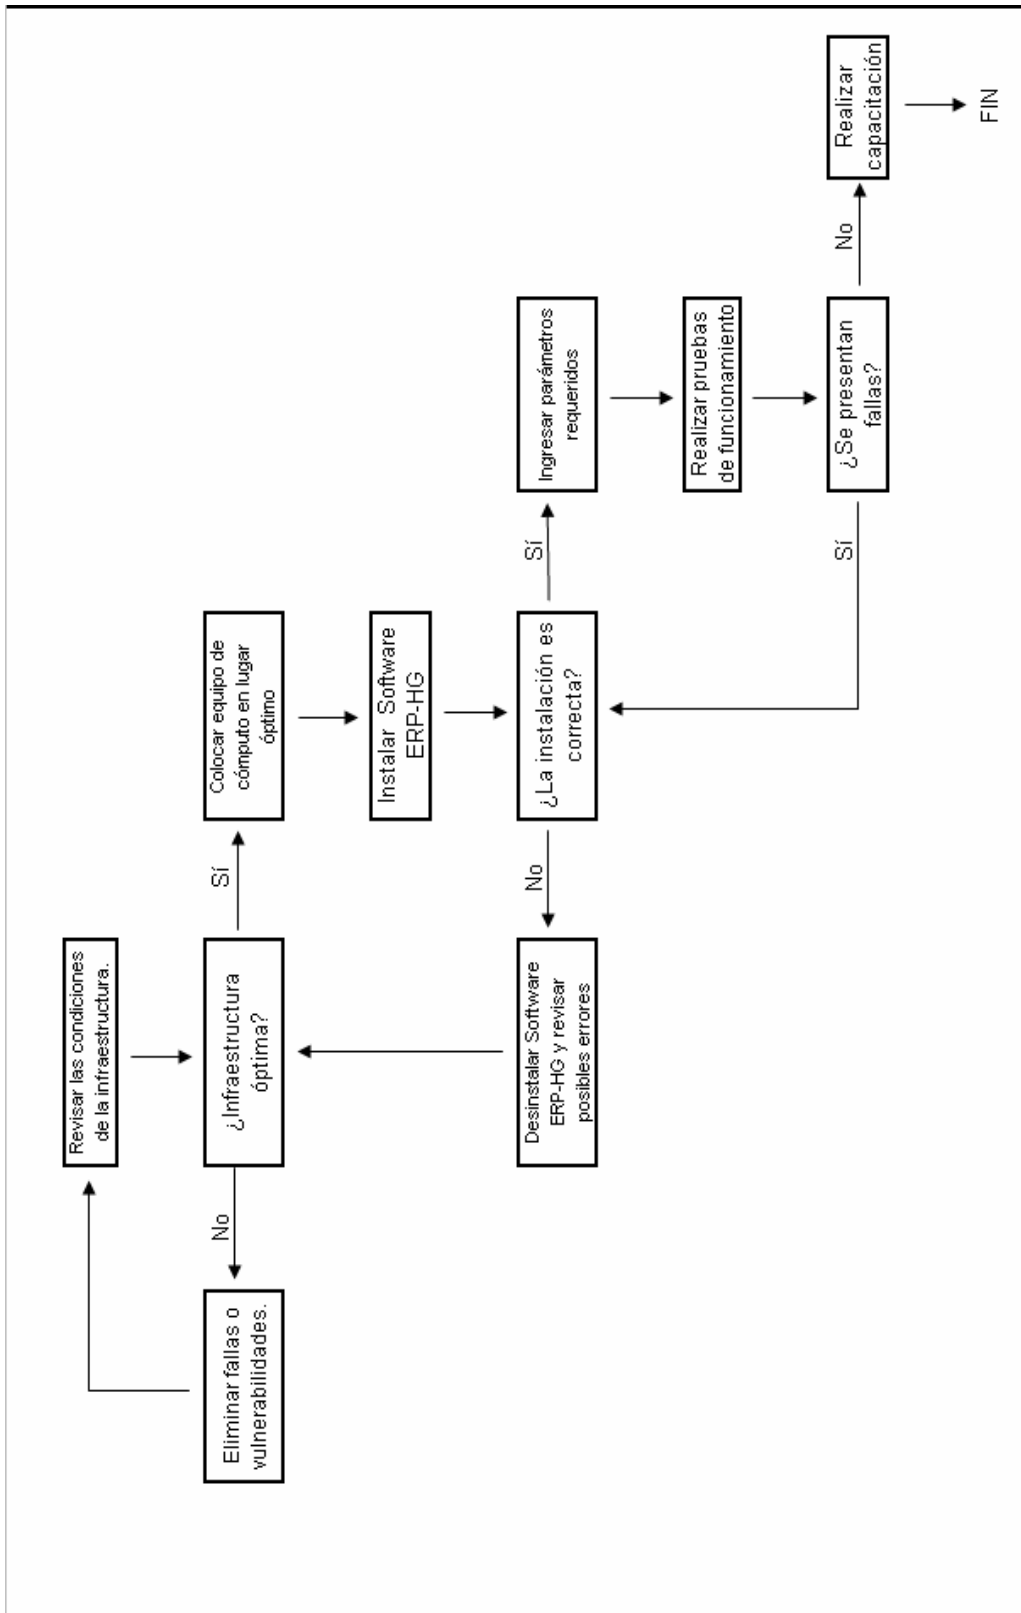 Revisar las condiciones
de la infraestructura.
¿Infraestructura
óptima?
No
Eliminar fallas o
vulnerabilidades.
Sí
Colocar equipo de
cómputo en lugar
óptimo
Instalar Software
ERP-HG
¿La instalación es
correcta?
No
Desinstalar Software
ERP-HG y revisar
posibles errores
Sí
Ingresar parámetros
requeridos
Realizar pruebas
de funcionamiento
¿Se presentan
fallas?
Sí
No
Realizar
capacitación
FIN